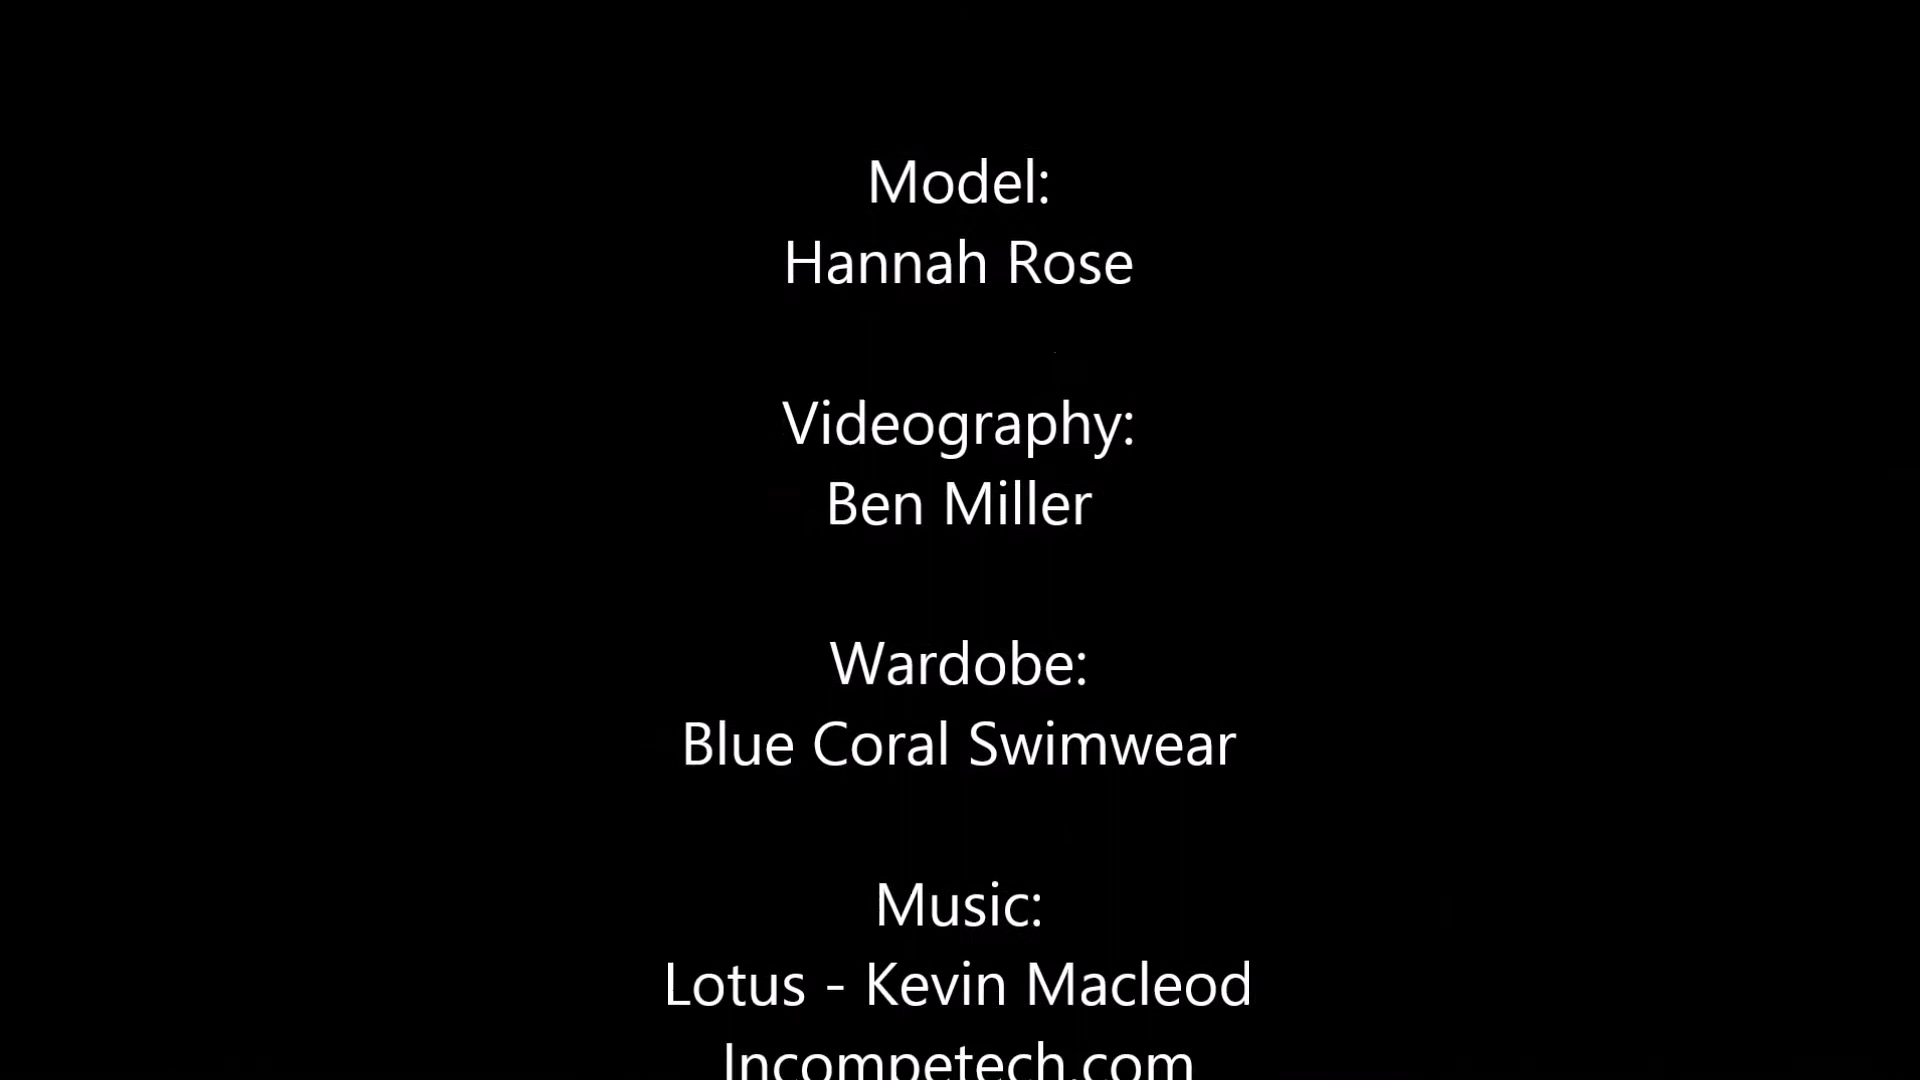 Model:
Hannah Rose
Videography:
Ben Miller
Wardobe:
Blue Coral Swimwear
Music:
Lotus - Kevin Macleod
Incompetech.com